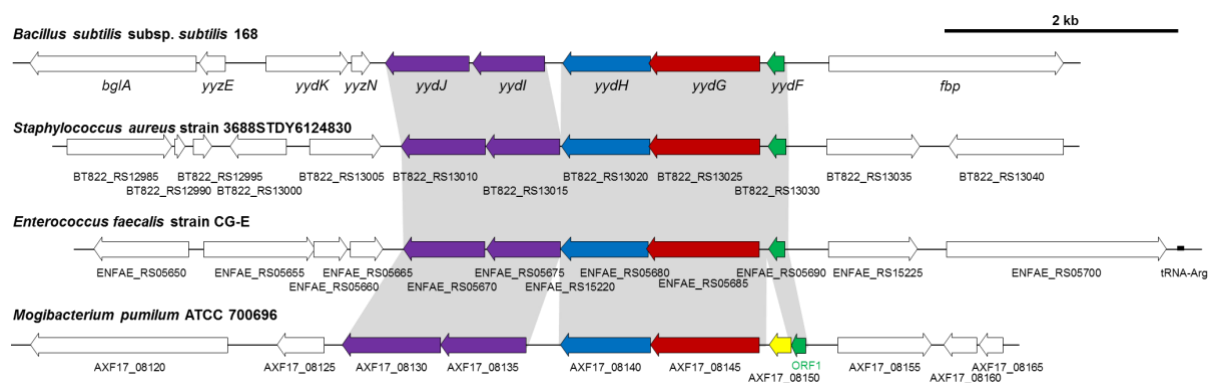 2 kb
Bacillus subtilis subsp. subtilis 168
bglA yyzE yydK yyzN yydJ yydI yydH yydG yydF fbp
Staphylococcus aureus strain 3688STDY6124830
BT822_RS12985 BT822_RS12995 BT822_RS13005 BT822_RS13010 BT822_RS13020 BT822_RS13025 BT822_RS13035 BT822_RS13040
BT822_RS12990 BT822_RS13000 BT822_RS13015 BT822_RS13030
Enterococcus faecalis strain CG-E
ENFAE_RS05650 ENFAE_RS05655 ENFAE_RS05665 ENFAE_RS05675 ENFAE_RS05680 ENFAE_RS05690 ENFAE_RS15225 ENFAE_RS05700 tRNA-Arg
ENFAE_RS05660 ENFAE_RS05670 ENFAE_RS15220 ENFAE_RS05685
Mogibacterium pumilum ATCC 700696
AXF17_08120 AXF17_08125 AXF17_08130 AXF17_08135 AXF17_08140 AXF17_08145 ORF1 AXF17_08155 AXF17_08165
AXF17_08150 AXF17_08160